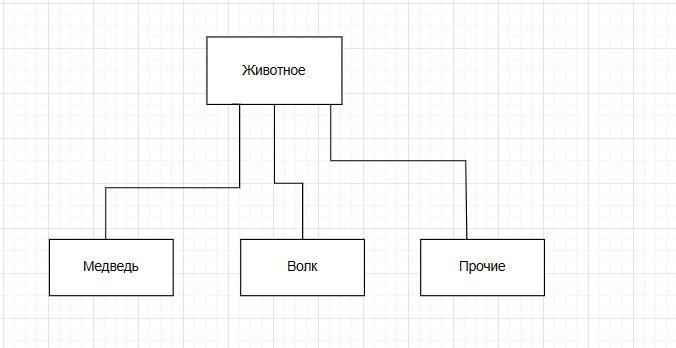 Животное
Медведь
Волк
Прочие